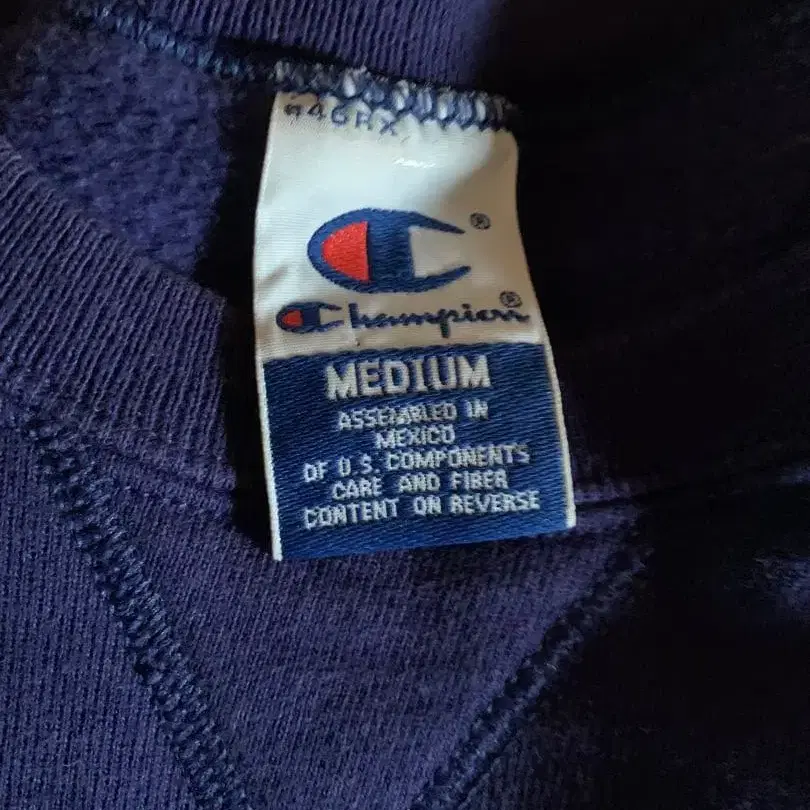 ®
Champion®
MEDIUM
ASSEMBLED IN
MEXICO
OF U.S. COMPONENTS
CARE AND FIBER
CONTENT ON REVERSE